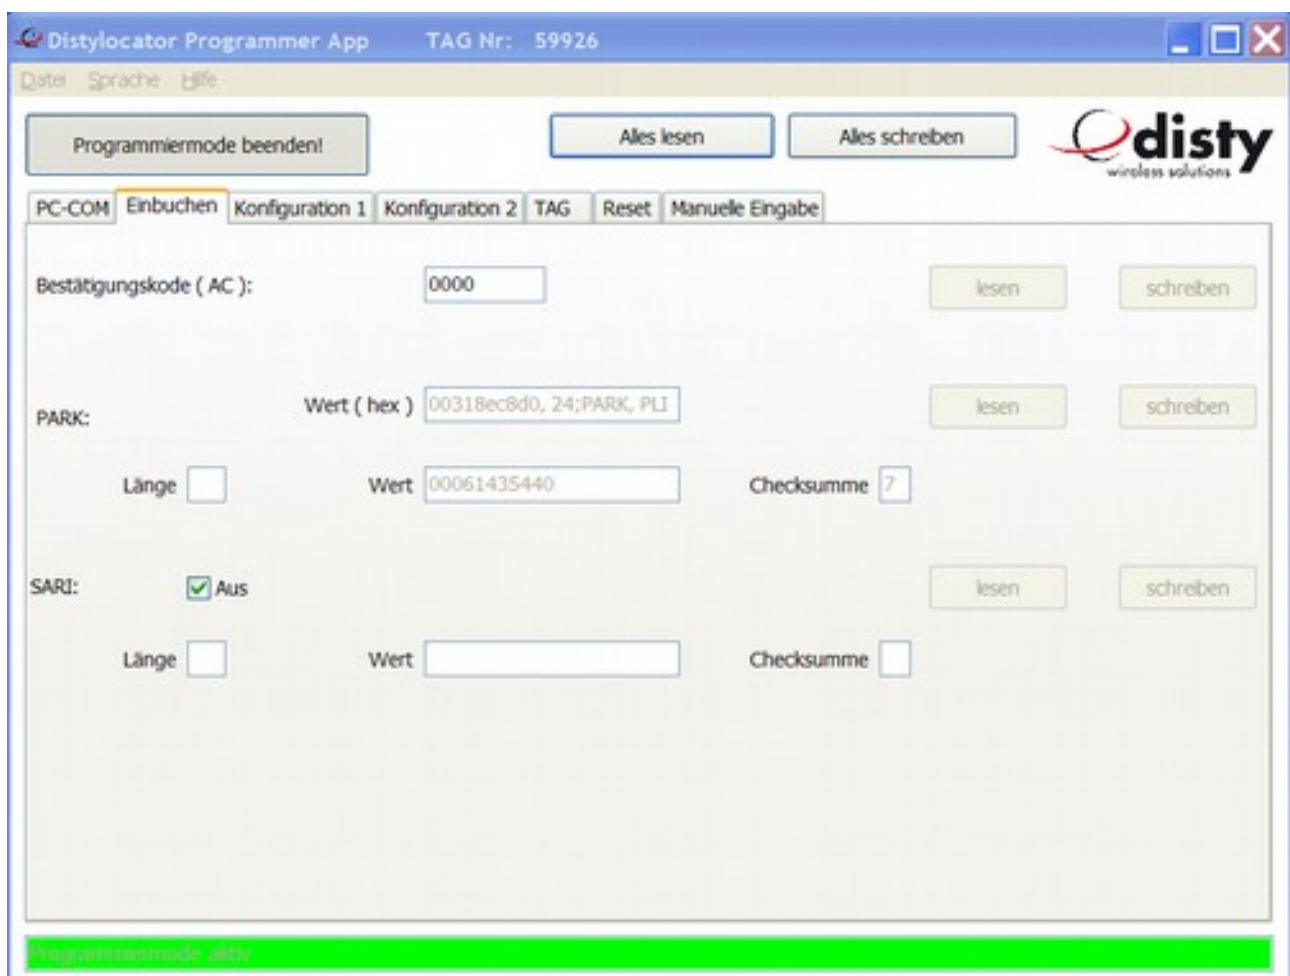 Distylocator Programmer App TAG Nr: 59926
Datei Sprache Hilfe
Programmiermode beenden! Alles lesen Alles schreiben
disty
wireless solutions
PC-COM Einbuchen Konfiguration 1 Konfiguration 2 TAG Reset Manuelle Eingabe
Bestätigungskode ( AC ): 0000 lesen schreiben
PARK: Wert ( hex ) 00318ec8d0, 24;PARK, PLI lesen schreiben
Länge Wert 00061435440 Checksumme 7
SARI: Aus lesen schreiben
Länge Wert Checksumme
Programmiermode aktiv